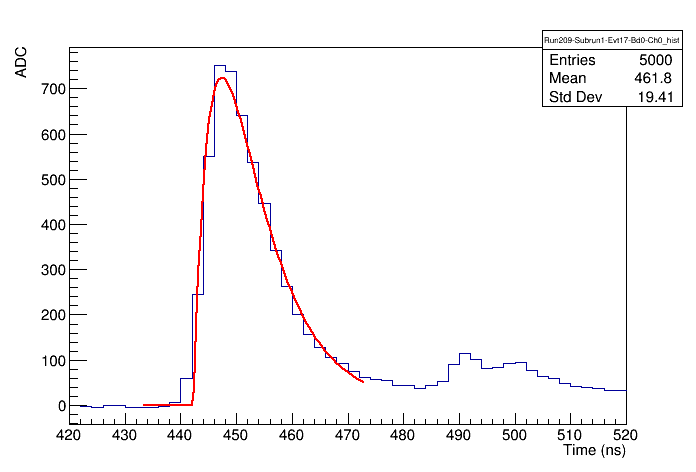 Run209-Subrun1-Evt17-Bd0-Ch0_hist
Entries 5000
Mean 461.8
Std Dev 19.41
ADC
700
600
500
400
300
200
100
0
420 430 440 450 460 470 480 490 500 510 520
Time (ns)